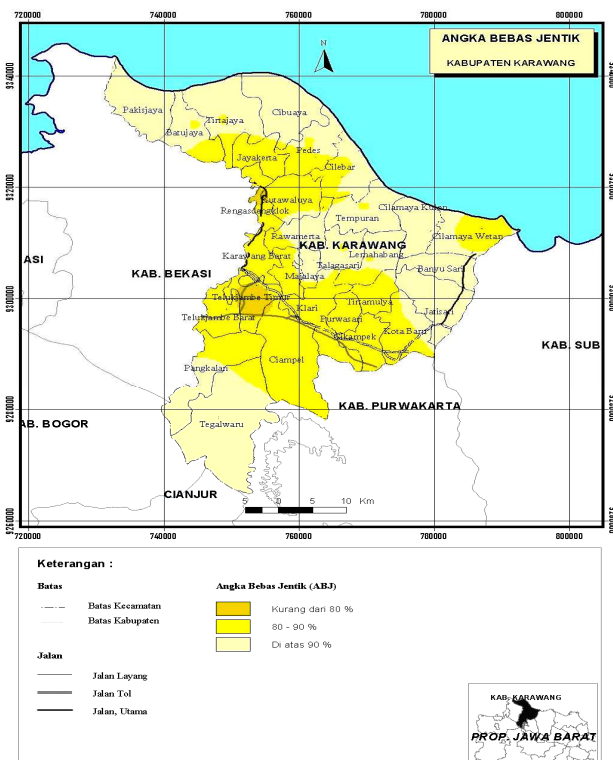 720000 740000 760000 780000 800000
ANGKA BEBAS JENTIK
KABUPATEN KARAWANG
N
Pakisjaya
Cibuaya
Tirtajaya
Batujaya
Pedes
Jayakerta
Cilebar
Kutawaluya
Rengasdengklok
Cilamaya Kulon
Tempuran
Rawamerta
Cilamaya Wetan
KAB. KARAWANG
Karawang Barat
Lemahabang
Talagasari
Banyu Sari
ASI
KAB. BEKASI
Majalaya
Telukjambe Timur
Tirtamulya
Klari
Jatisari
Telukjambe Barat
Purwasari
Kota Baru
Cikampek
KAB. SUB
Ciampel
Pangkalan
KAB. PURWAKARTA
AB. BOGOR
Tegalwaru
CIANJUR
5 0 5 10 Km
720000 740000 760000 780000 800000
Keterangan :
Batas
Batas Kecamatan
Batas Kabupaten
Jalan
Jalan Layang
Jalan Tol
Jalan, Utama
Angka Bebas Jentik (ABJ)
Kurang dari 80 %
80 - 90 %
Di atas 90 %
KAB. KARAWANG
PROP. JAWA BARAT